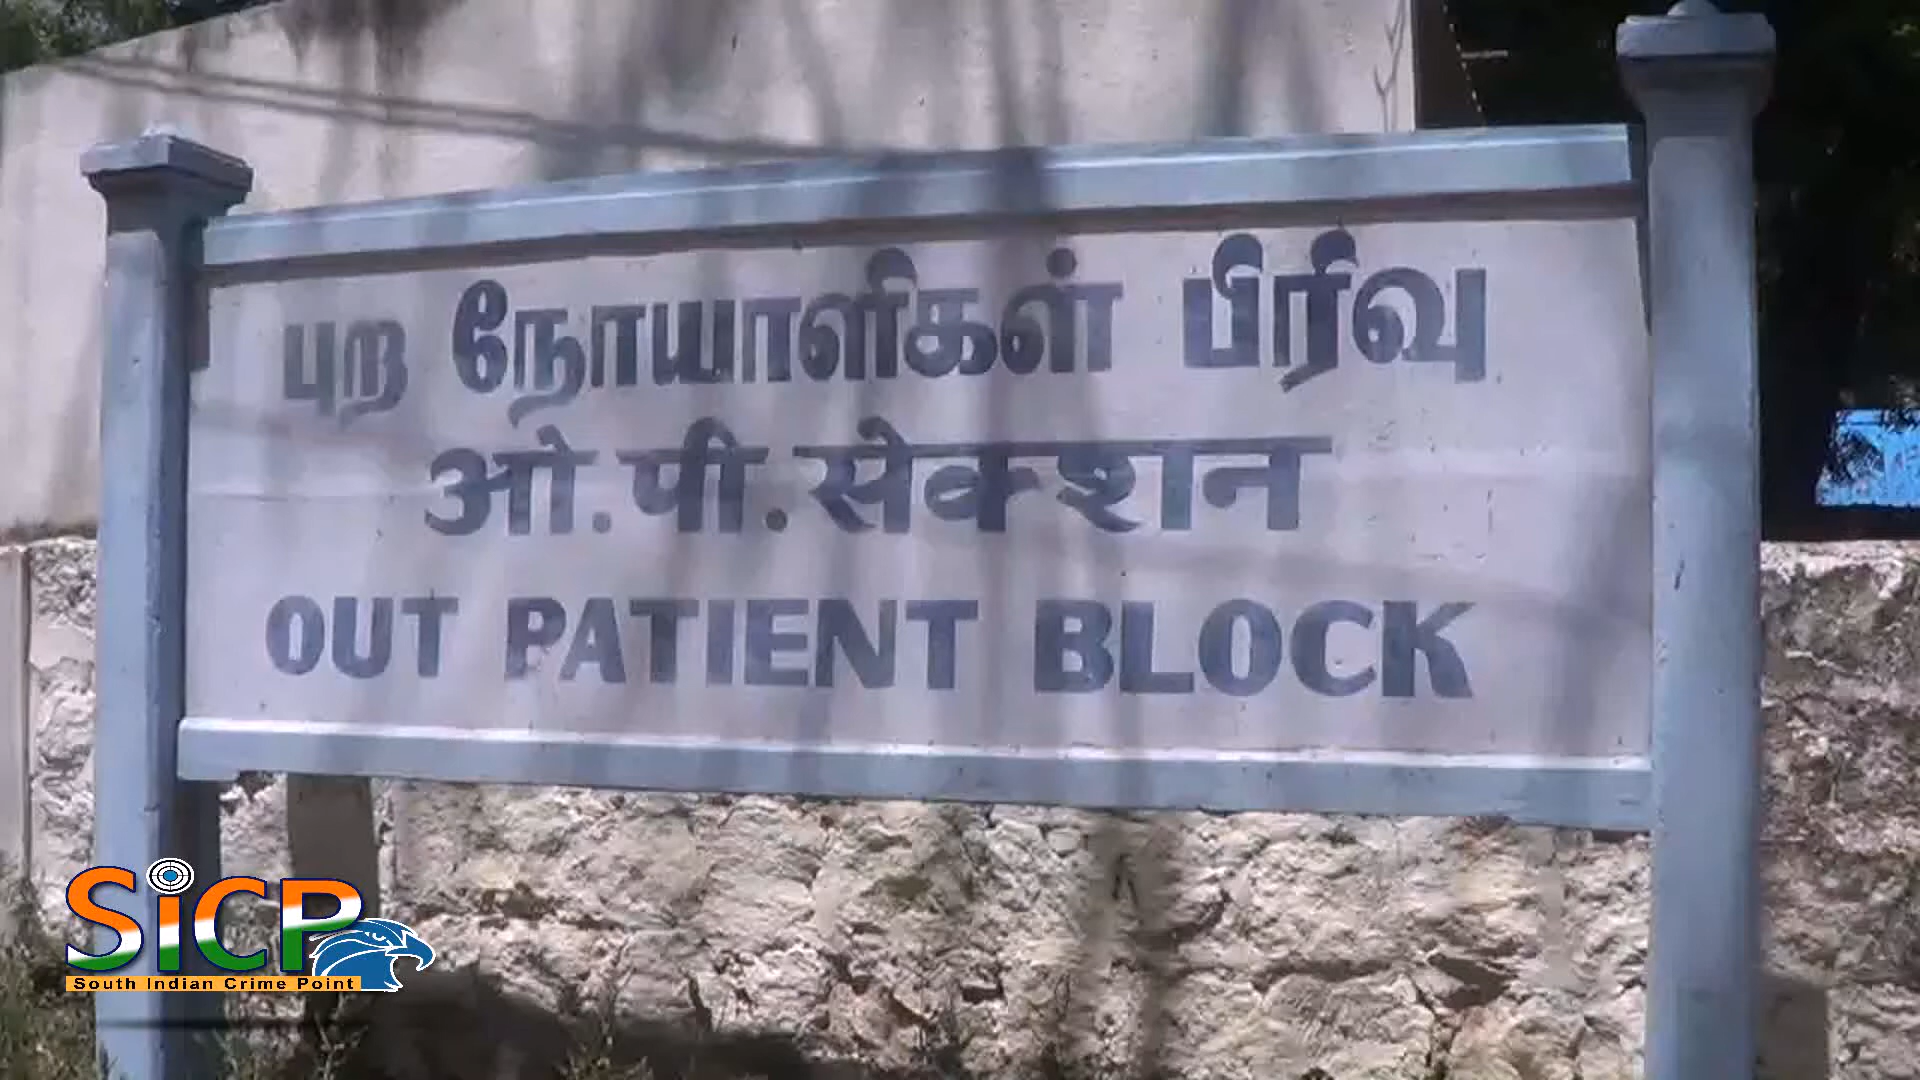 புற நோயாளிகள் பிரிவு
ओ.पी.सेक्शन
OUT PATIENT BLOCK
SiCP
South Indian Crime Point